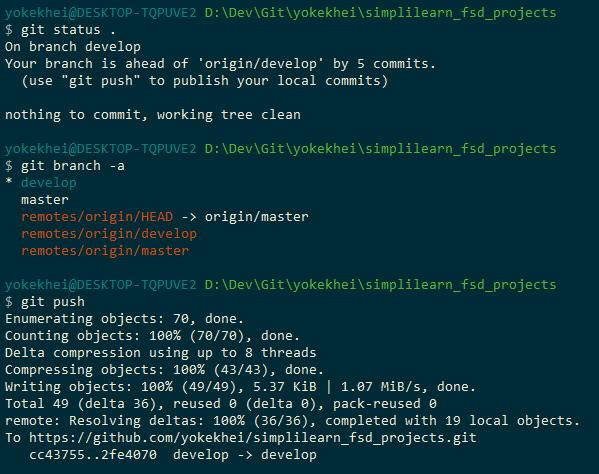 yokekhei@DESKTOP-TQPUVE2 D:\Dev\Git\yokekhei\simplilearn_fsd_projects
$ git status .
On branch develop
Your branch is ahead of 'origin/develop' by 5 commits.
  (use "git push" to publish your local commits)

nothing to commit, working tree clean

yokekhei@DESKTOP-TQPUVE2 D:\Dev\Git\yokekhei\simplilearn_fsd_projects
$ git branch -a
* develop
  master
  remotes/origin/HEAD -> origin/master
  remotes/origin/develop
  remotes/origin/master

yokekhei@DESKTOP-TQPUVE2 D:\Dev\Git\yokekhei\simplilearn_fsd_projects
$ git push
Enumerating objects: 70, done.
Counting objects: 100% (70/70), done.
Delta compression using up to 8 threads
Compressing objects: 100% (43/43), done.
Writing objects: 100% (49/49), 5.37 KiB | 1.07 MiB/s, done.
Total 49 (delta 36), reused 0 (delta 0), pack-reused 0
remote: Resolving deltas: 100% (36/36), completed with 19 local objects.
To https://github.com/yokekhei/simplilearn_fsd_projects.git
   cc43755..2fe4070  develop -> develop